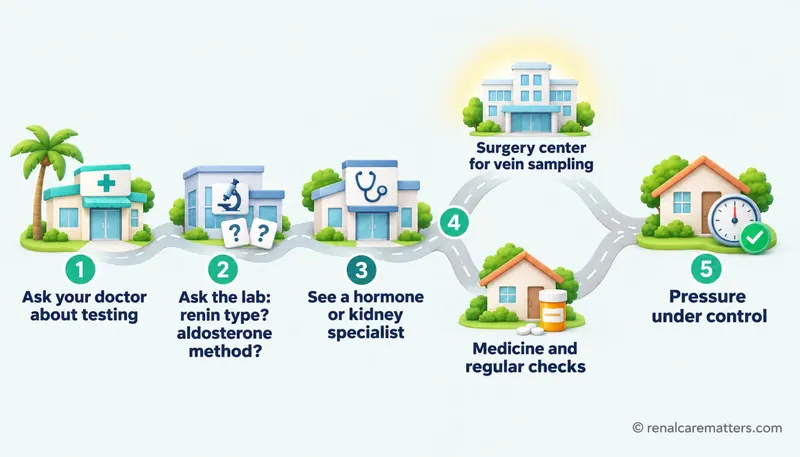 1
Ask your doctor
about testing
2
Ask the lab:
renin type?
aldosterone
method?
? ?
3
See a hormone
or kidney
specialist
4
Surgery center
for vein sampling
Medicine and
regular checks
5
Pressure
under control
© renalcarematters.com